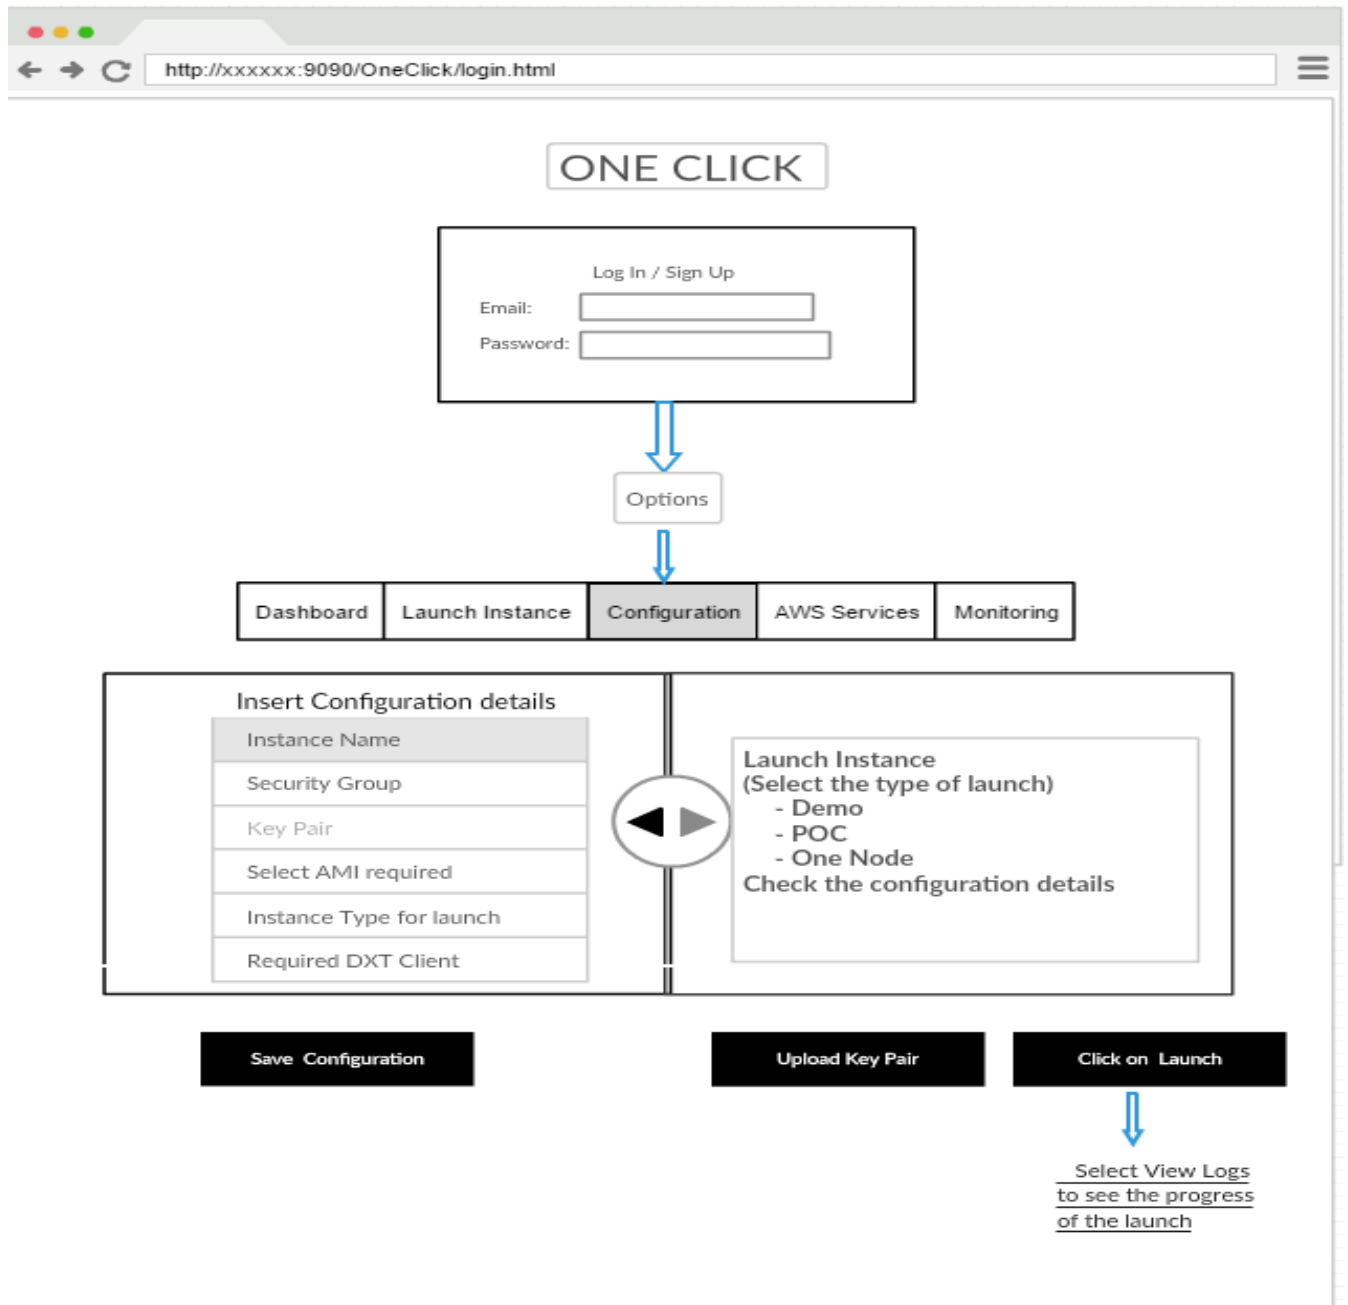 http://xxxxxx:9090/OneClick/login.html
ONE CLICK
Log In / Sign Up
Email:
Password:
Options
Dashboard
Launch Instance
Configuration
AWS Services
Monitoring
Insert Configuration details
Instance Name
Security Group
Key Pair
Select AMI required
Instance Type for launch
Required DXT Client
Launch Instance
(Select the type of launch)
- Demo
- POC
- One Node
Check the configuration details
Save Configuration
Upload Key Pair
Click on Launch
Select View Logs
to see the progress
of the launch